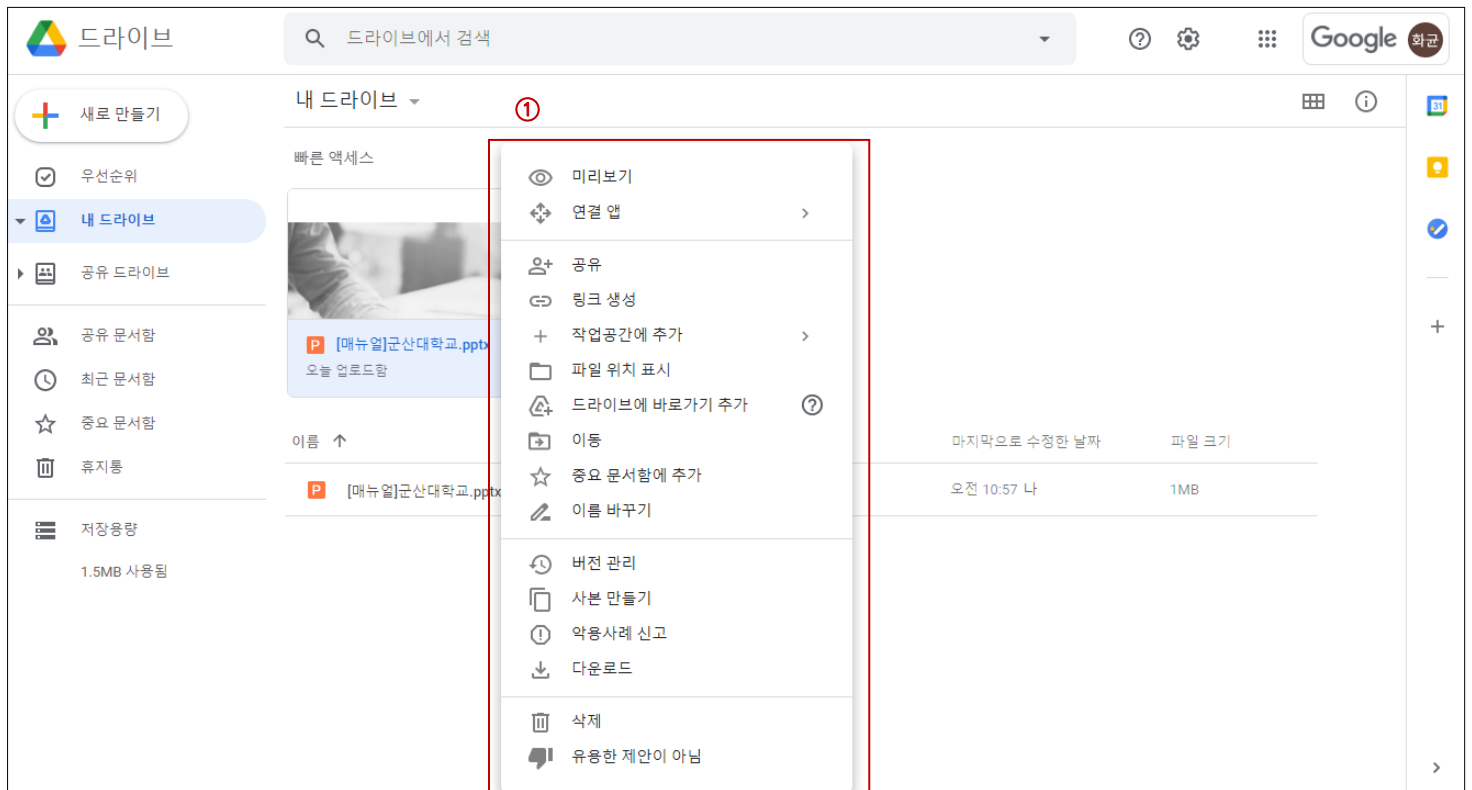 드라이브
드라이브에서 검색
Google 화균
새로 만들기
내 드라이브
①
31
빠른 액세스
우선순위
내 드라이브
공유 드라이브
공유 문서함
최근 문서함
중요 문서함
휴지통
저장용량
1.5MB 사용됨
P [매뉴얼]군산대학교.pptx
오늘 업로드함
이름
마지막으로 수정한 날짜
파일 크기
P [매뉴얼]군산대학교.pptx
오전 10:57 나
1MB
미리보기
연결 앱
공유
링크 생성
작업공간에 추가
파일 위치 표시
드라이브에 바로가기 추가
이동
중요 문서함에 추가
이름 바꾸기
버전 관리
사본 만들기
악용사례 신고
다운로드
삭제
유용한 제안이 아님